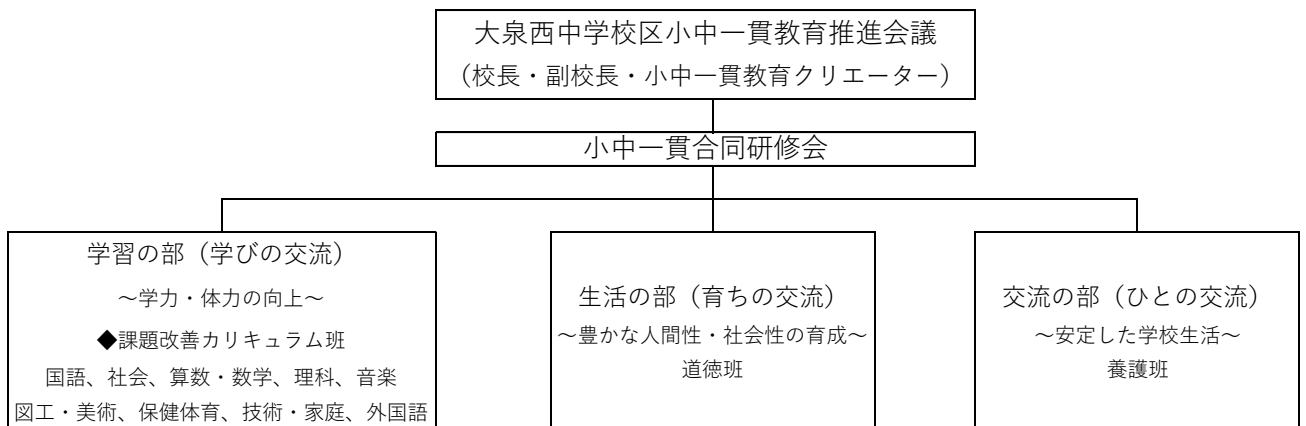 大泉西中学校区小中一貫教育推進会議
（校長・副校長・小中一貫教育クリエーター）
小中一貫合同研修会
学習の部（学びの交流）
～学力・体力の向上～
◆課題改善カリキュラム班
国語、社会、算数・数学、理科、音楽
図工・美術、保健体育、技術・家庭、外国語
生活の部（育ちの交流）
～豊かな人間性・社会性の育成～
道徳班
交流の部（ひとの交流）
～安定した学校生活～
養護班